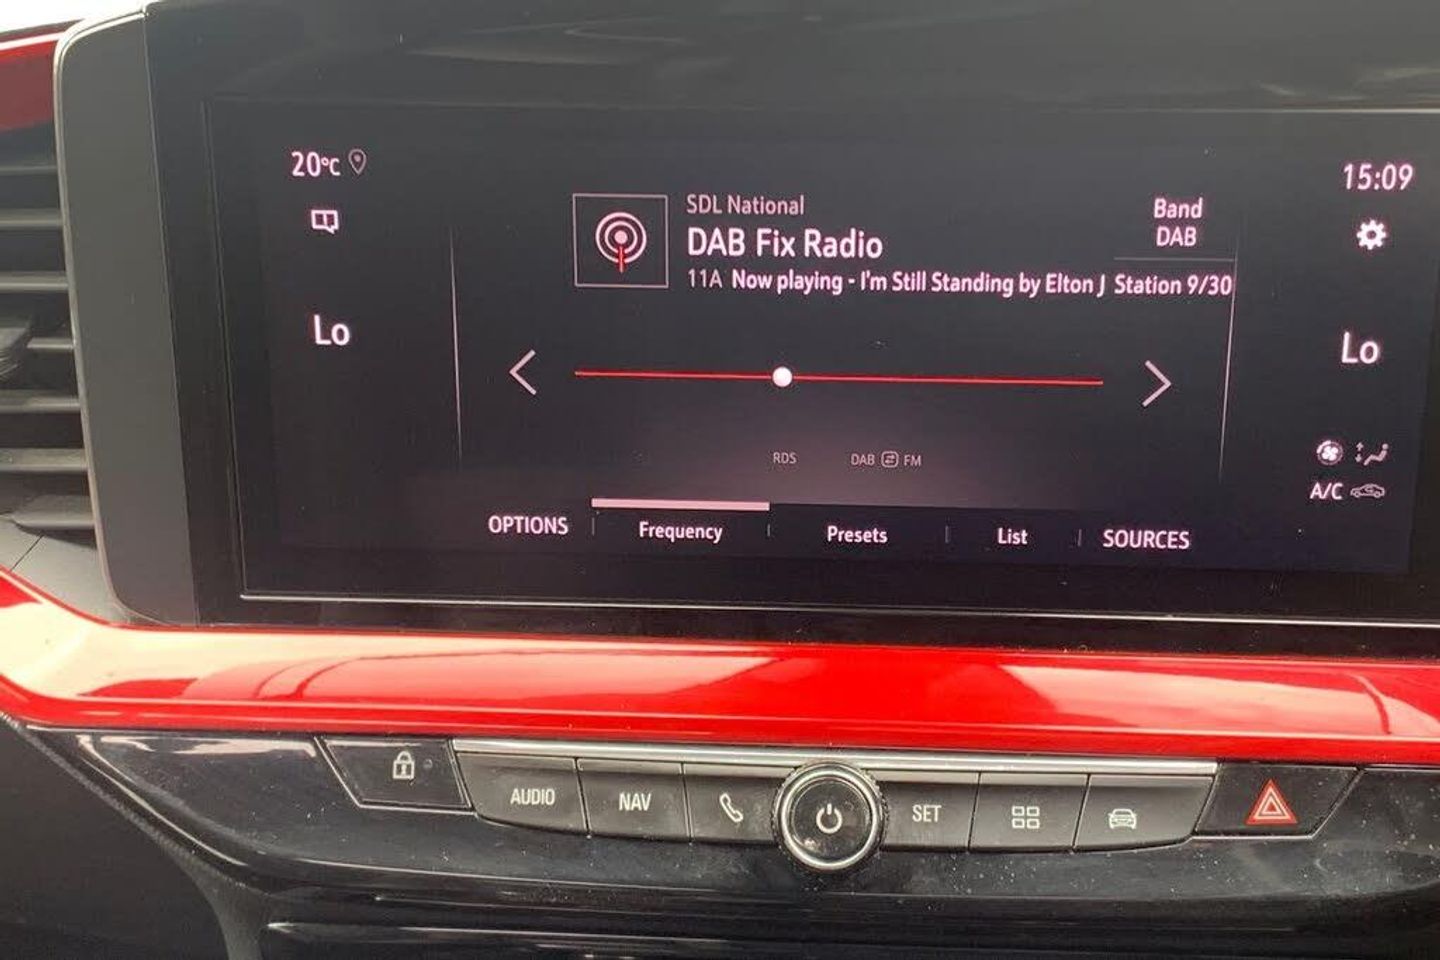 20°C
15:09
SDL National
Band
DAB
DAB Fix Radio
11A Now playing - I'm Still Standing by Elton J Station 9/30
Lo
Lo
RDS
DAB FM
A/C
OPTIONS Frequency Presets List SOURCES
AUDIO NAV SET